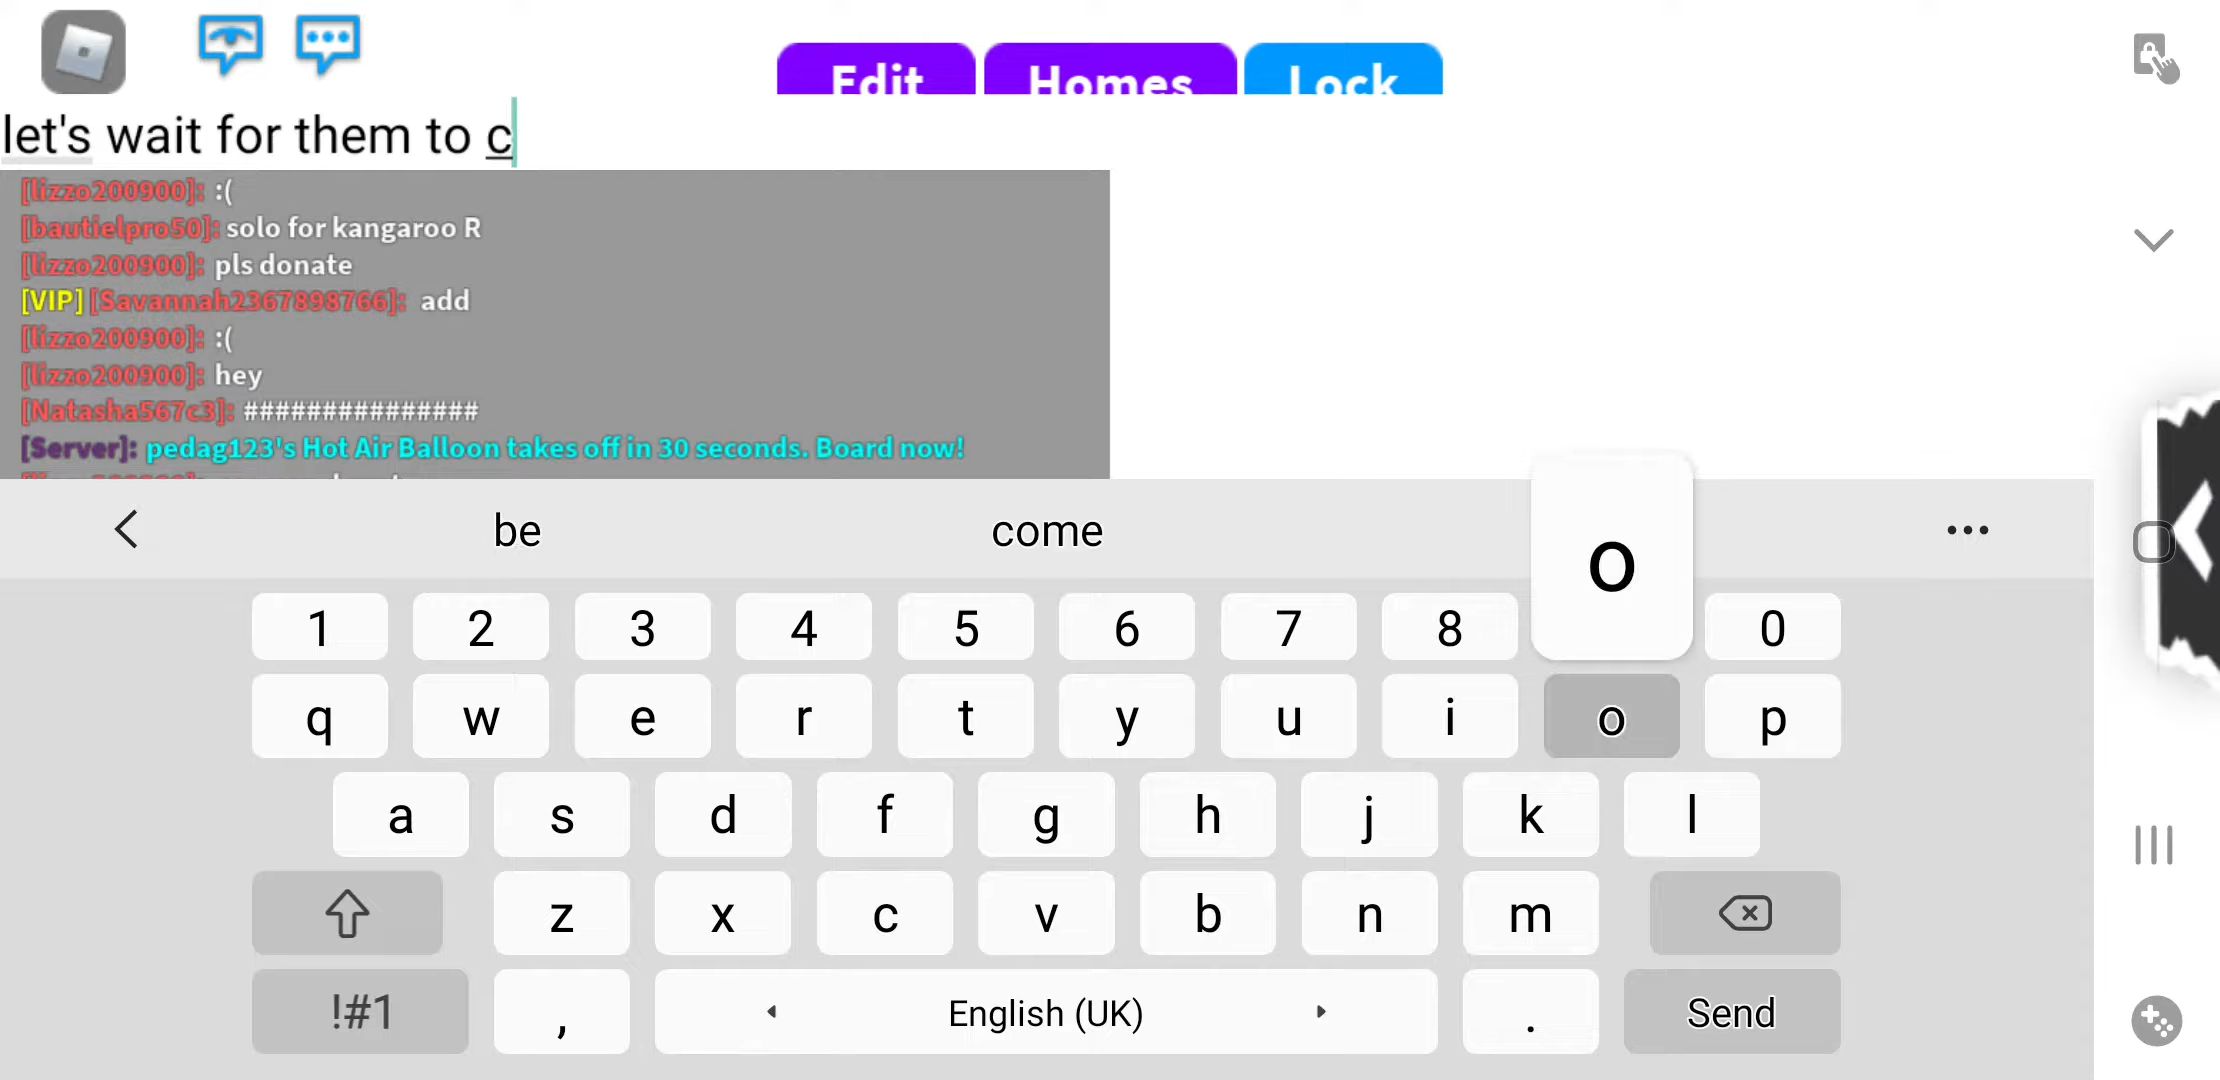 Edit Homes Lock
let's wait for them to c
[lizzo200900]: :(
[bautielpro50]: solo for kangaroo R
[lizzo200900]: pls donate
[VIP] [Savannah2367898766]: add
[lizzo200900]: :(
[lizzo200900]: hey
[Natasha567c3]: ###############
[Server]: pedag123's Hot Air Balloon takes off in 30 seconds. Board now!
be come
o
1 2 3 4 5 6 7 8 0
q w e r t y u i o p
a s d f g h j k l
z x c v b n m
!#1 , English (UK) . Send